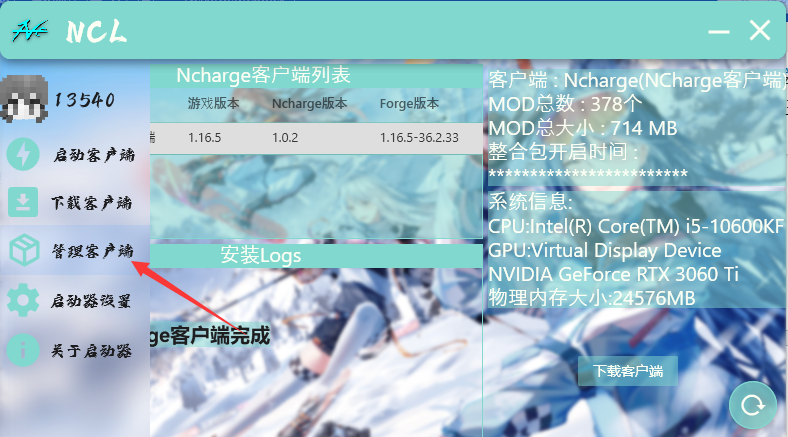 NCL
13540
启动客户端
下载客户端
管理客户端
启动器设置
关于启动器
Ncharge客户端列表
游戏版本 Ncharge版本 Forge版本
端 1.16.5 1.0.2 1.16.5-36.2.33
安装Logs
ge客户端完成
客户端 : Ncharge(NCharge客户端
MOD总数 : 378个
MOD总大小 : 714 MB
整合包开启时间 :
************************
系统信息:
CPU:Intel(R) Core(TM) i5-10600KF
GPU:Virtual Display Device
NVIDIA GeForce RTX 3060 Ti
物理内存大小:24576MB
下载客户端